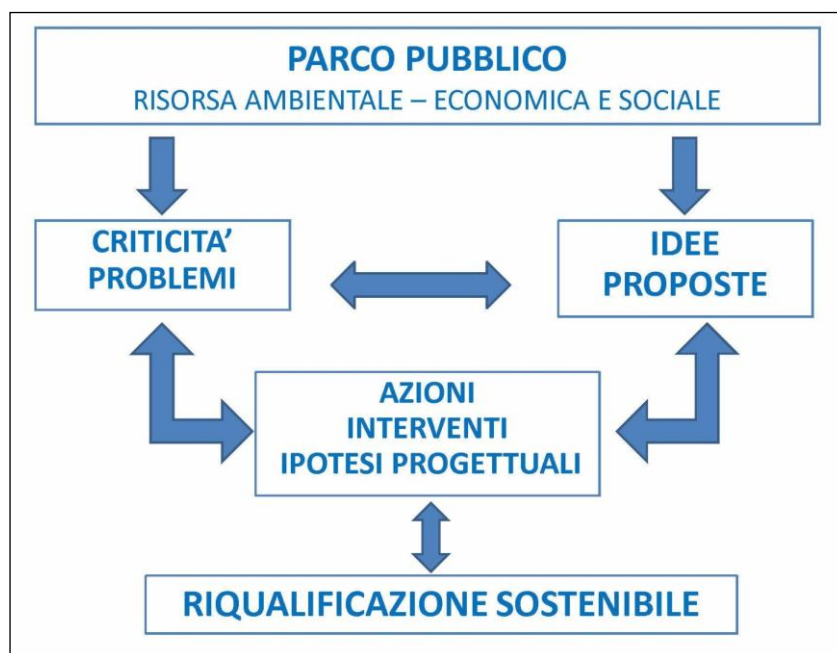 PARCO PUBBLICO
RISORSA AMBIENTALE – ECONOMICA E SOCIALE
CRITICITA’
PROBLEMI
IDEE
PROPOSTE
AZIONI
INTERVENTI
IPOTESI PROGETTUALI
RIQUALIFICAZIONE SOSTENIBILE